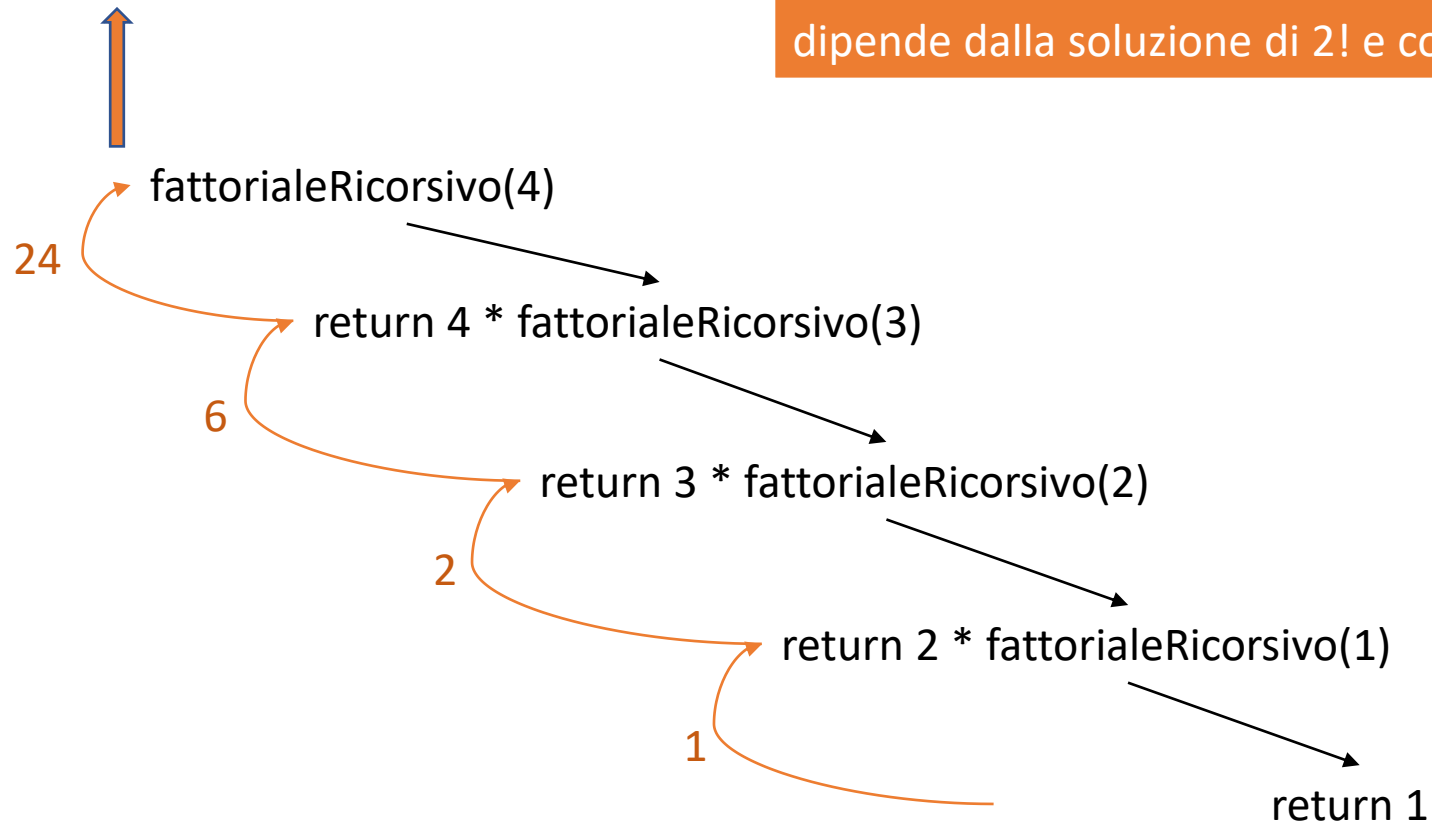 dipende dalla soluzione di 2! e
fattorialeRicorsivo(4)
24
return 4 * fattorialeRicorsivo(3)
6
return 3 * fattorialeRicorsivo(2)
2
return 2 * fattorialeRicorsivo(1)
1
return 1